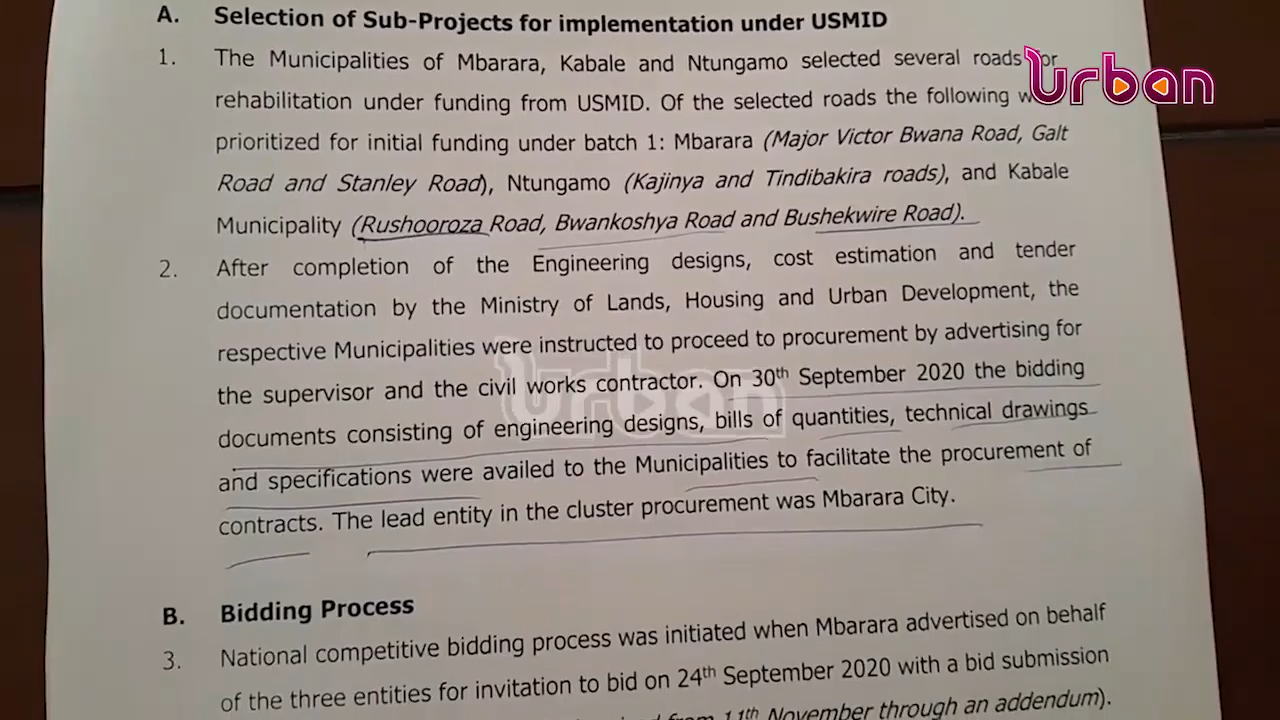 A. Selection of Sub-Projects for implementation under USMID
1. The Municipalities of Mbarara, Kabale and Ntungamo selected several roads for
Urban
rehabilitation under funding from USMID. Of the selected roads the following
prioritized for initial funding under batch 1: Mbarara (Major Victor Bwana Road, Galt
Road and Stanley Road), Ntungamo (Kajinya and Tindibakira roads), and Kabale
Municipality (Rushooroza Road, Bwankoshya Road and Bushekwire Road).
2. After completion of the Engineering designs, cost estimation and tender
documentation by the Ministry of Lands, Housing and Urban Development, the
respective Municipalities were instructed to proceed to procurement by advertising for
the supervisor and the civil works contractor. On 30th September 2020 the bidding
Urban
documents consisting of engineering designs, bills of quantities, technical drawings
and specifications were availed to the Municipalities to facilitate the procurement of
contracts. The lead entity in the cluster procurement was Mbarara City.
B. Bidding Process
3. National competitive bidding process was initiated when Mbarara advertised on behalf
of the three entities for invitation to bid on 24th September 2020 with a bid submission
from 11th November through an addendum).